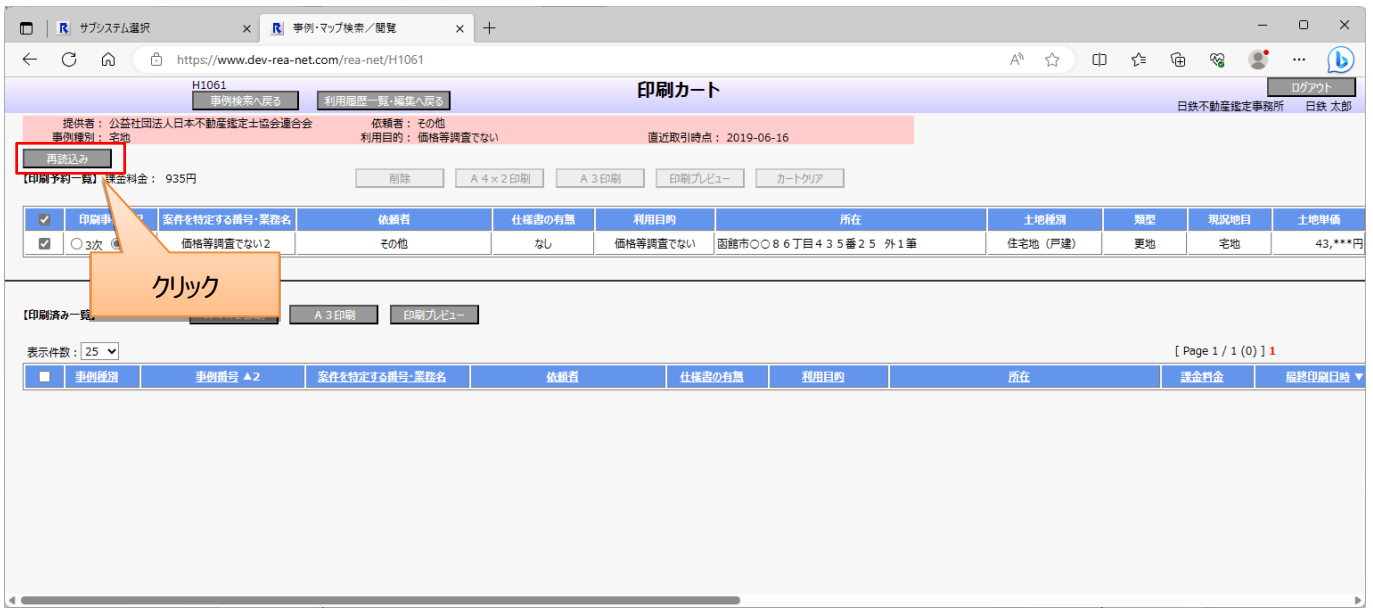 サブシステム選択
事例・マップ検索／閲覧
https://www.dev-rea-net.com/rea-net/H1061
H1061
事例検索へ戻る 利用履歴一覧・編集へ戻る
印刷カート
ログアウト
日鉄不動産鑑定事務所 日鉄 太郎
提供者： 公益社団法人日本不動産鑑定士協会連合会 依頼者： その他
事例種別： 宅地 利用目的： 価格等調査でない 直近取引時点： 2019-06-16
再読込み
【印刷予約一覧】 課金料金： 935円 削除 Ａ４×２印刷 Ａ３印刷 印刷プレビュー カートクリア
印刷事 案件を特定する番号・業務名 依頼者 仕様書の有無 利用目的 所在 土地種別 類型 現況地目 土地単価
3次 価格等調査でない２ その他 なし 価格等調査でない 函館市○○８６丁目４３５番２５ 外１筆 住宅地（戸建） 更地 宅地 43,***円
クリック
【印刷済み一覧】 Ａ３印刷 印刷プレビュー
表示件数： 25 [ Page 1 / 1 (0) ] 1
事例種別 事例番号 ▲2 案件を特定する番号・業務名 依頼者 仕様書の有無 利用目的 所在 課金料金 最終印刷日時 ▼